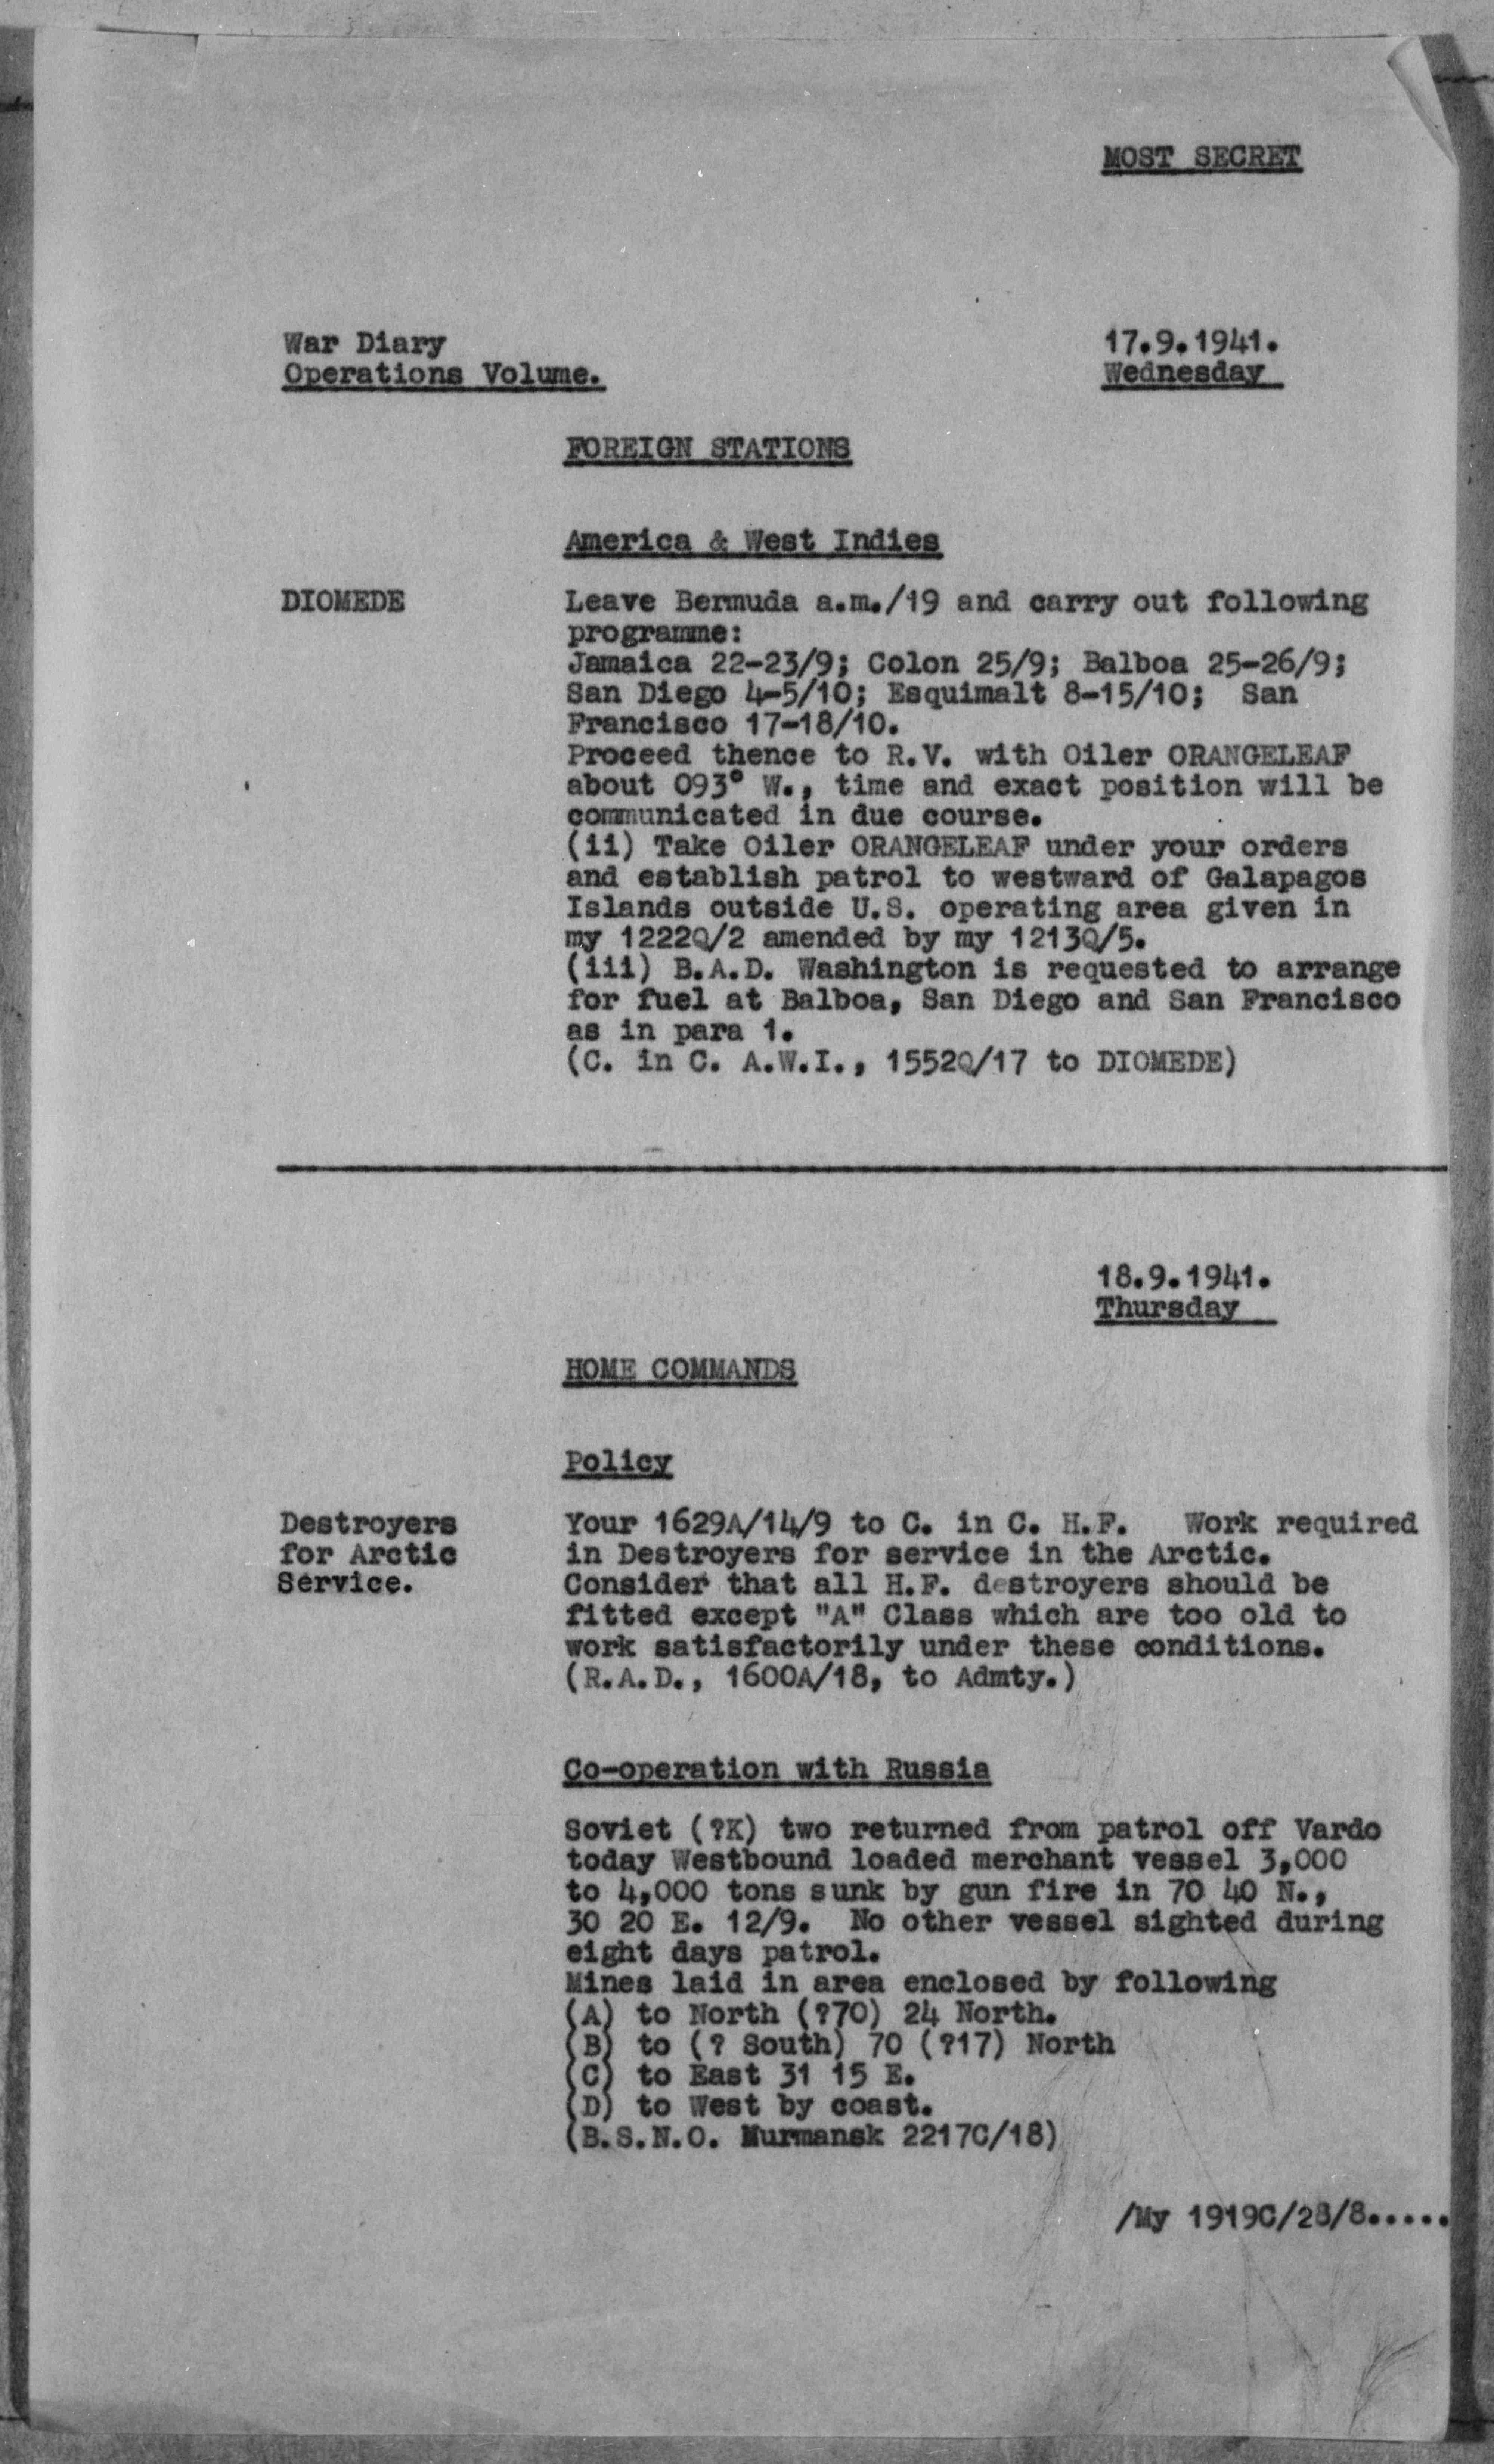 MOST SECRET
War Diary
Operations Volume.
17.9.1941.
Wednesday
FOREIGN STATIONS
America & West Indies
DIOMEDE
Leave Bermuda a.m./19 and carry out following
programme:
Jamaica 22-23/9; Colon 25/9; Balboa 25-26/9;
San Diego 4-5/10; Esquimalt 8-15/10; San
Francisco 17-18/10.
Proceed thence to R.V. with Oiler ORANGELEAF
about 093° W., time and exact position will be
communicated in due course.
(ii) Take Oiler ORANGELEAF under your orders
and establish patrol to westward of Galapagos
Islands outside U.S. operating area given in
my 1222Q/2 amended by my 1213Q/5.
(iii) B.A.D. Washington is requested to arrange
for fuel at Balboa, San Diego and San Francisco
as in para 1.
(C. in C. A.W.I., 1552Q/17 to DIOMEDE)
18.9.1941.
Thursday
HOME COMMANDS
Policy
Destroyers
for Arctic
Service.
Your 1629A/14/9 to C. in C. H.F. Work required
in Destroyers for service in the Arctic.
Consider that all H.F. destroyers should be
fitted except "A" Class which are too old to
work satisfactorily under these conditions.
(R.A.D., 1600A/18, to Admty.)
Co-operation with Russia
Soviet (?K) two returned from patrol off Vardo
today Westbound loaded merchant vessel 3,000
to 4,000 tons sunk by gun fire in 70 40 N.,
30 20 E. 12/9. No other vessel sighted during
eight days patrol.
Mines laid in area enclosed by following
(A) to North (?70) 24 North.
(B) to (? South) 70 (?17) North
(C) to East 31 15 E.
(D) to West by coast.
(B.S.N.O. Murmansk 2217C/18)
/My 1919C/28/8.....